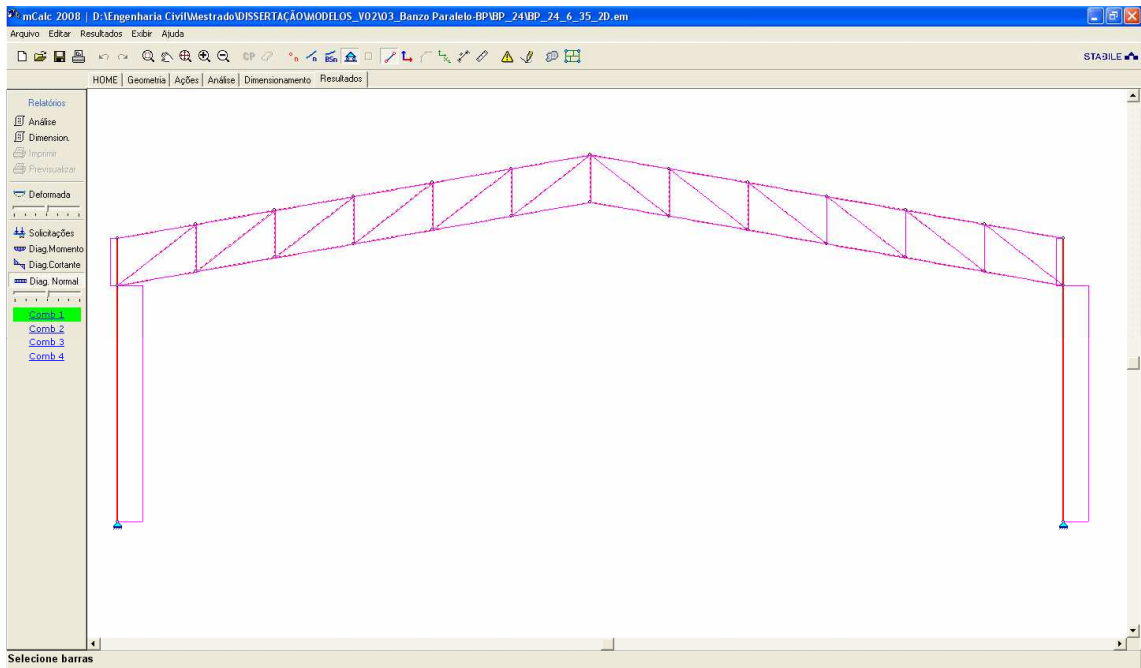 mCalc 2008 | D:\Engenharia Civil\Mestrado\DISSERTAÇÃO\MODELOS_V02\03_Banzo Paralelo-BP\BP_24\BP_24_6_35_2D.em
Arquivo Editar Resultados Exibir Ajuda
CP n n BSn STABILE
HOME Geometria Ações Análise Dimensionamento Resultados
Relatórios
Análise
Dimension.
Imprimir
Previsualizar
Deformada
Solicitações
Diag.Momento
Diag.Cortante
Diag. Normal
Comb 1
Comb 2
Comb 3
Comb 4
Selecione barras